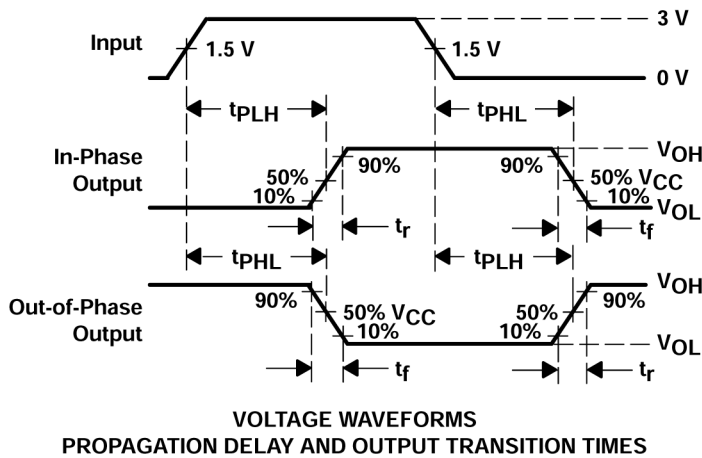 3 V
Input
1.5 V
1.5 V
0 V
tPLH
tPHL
In-Phase
Output
50%
10%
90%
90%
VOH
50% VCC
10%
VOL
tr
tf
tPHL
tPLH
Out-of-Phase
Output
90%
50% VCC
10%
50%
10%
VOH
90%
VOL
tf
tr
VOLTAGE WAVEFORMS
PROPAGATION DELAY AND OUTPUT TRANSITION TIMES